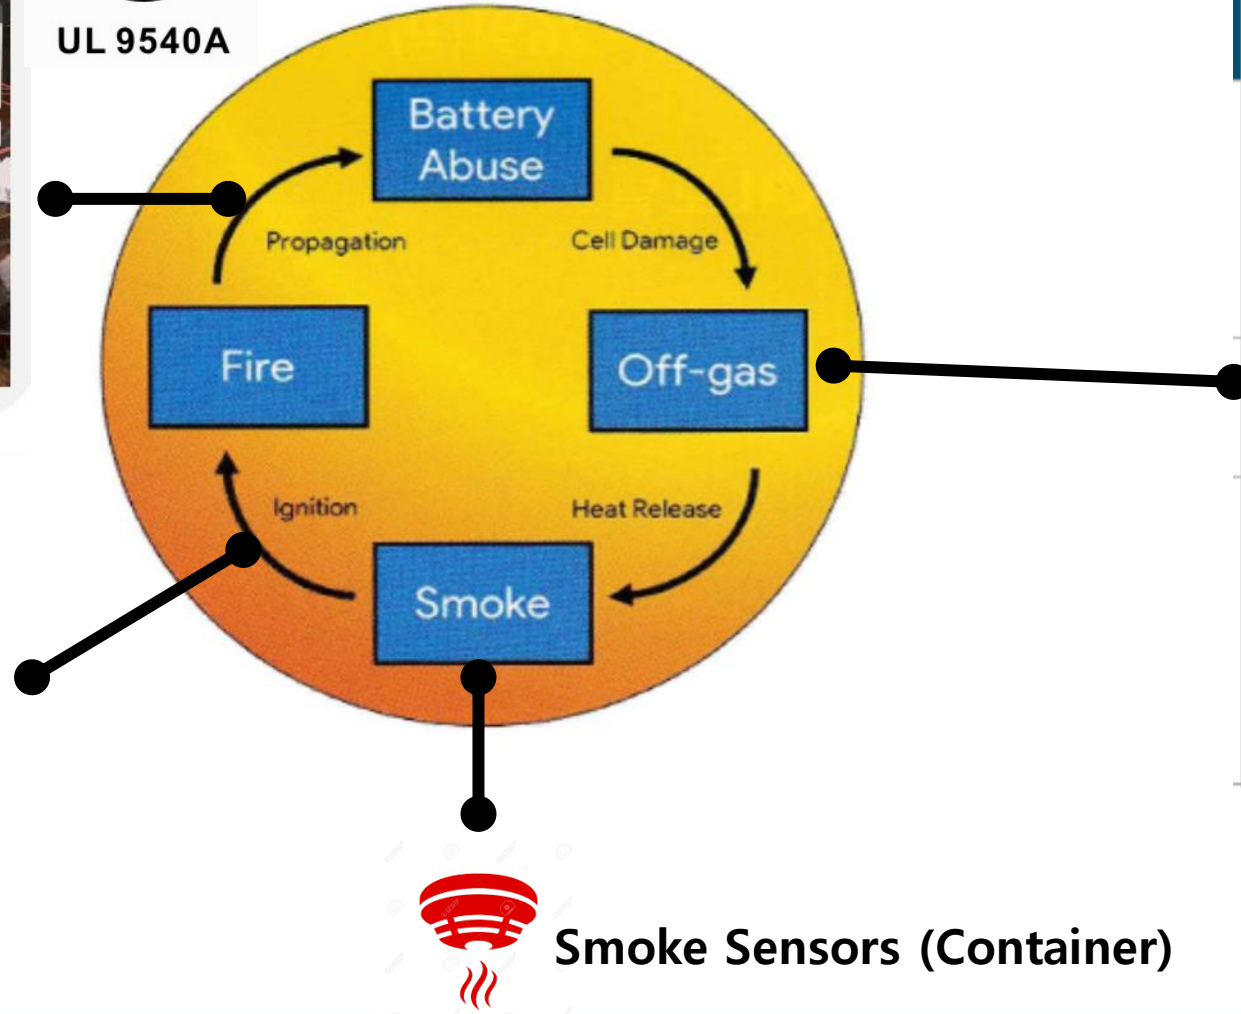 UL 9540A
Battery
Abuse
Propagation
Cell Damage
Fire
Off-gas
Ignition
Heat Release
Smoke
Smoke Sensors (Container)